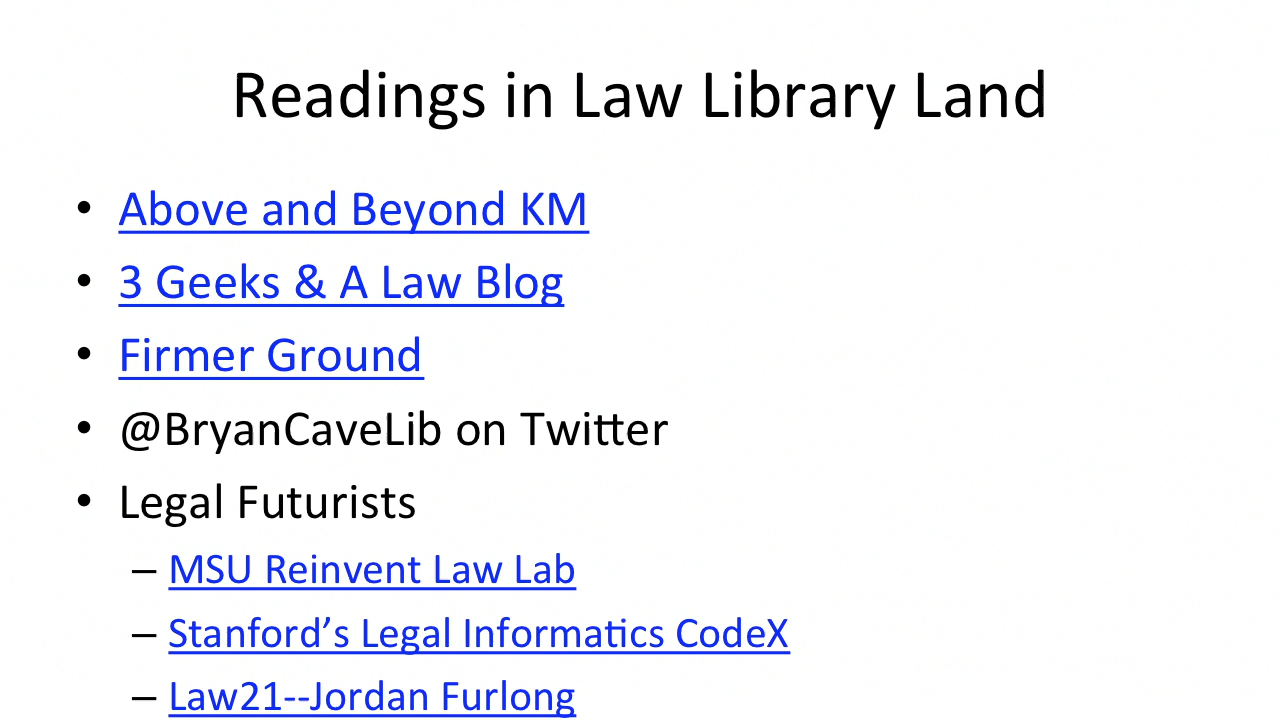 Readings in Law Library Land
• Above and Beyond KM
• 3 Geeks & A Law Blog
• Firmer Ground
• @BryanCaveLib on Twitter
• Legal Futurists
– MSU Reinvent Law Lab
– Stanford’s Legal Informatics CodeX
– Law21--Jordan Furlong